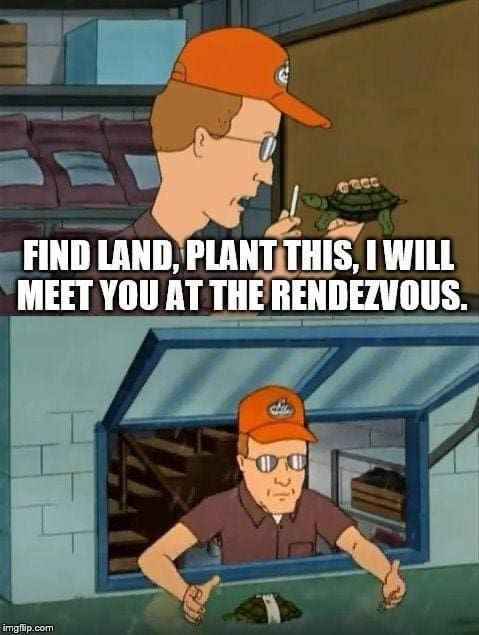 FIND LAND, PLANT THIS, I WILL
MEET YOU AT THE RENDEZVOUS.
imgflip.com